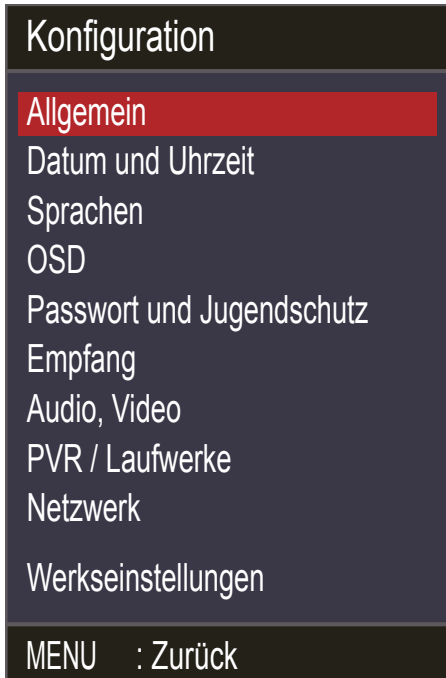 Konfiguration
Allgemein
Datum und Uhrzeit
Sprachen
OSD
Passwort und Jugendschutz
Empfang
Audio, Video
PVR / Laufwerke
Netzwerk
Werkseinstellungen
MENU : Zurück